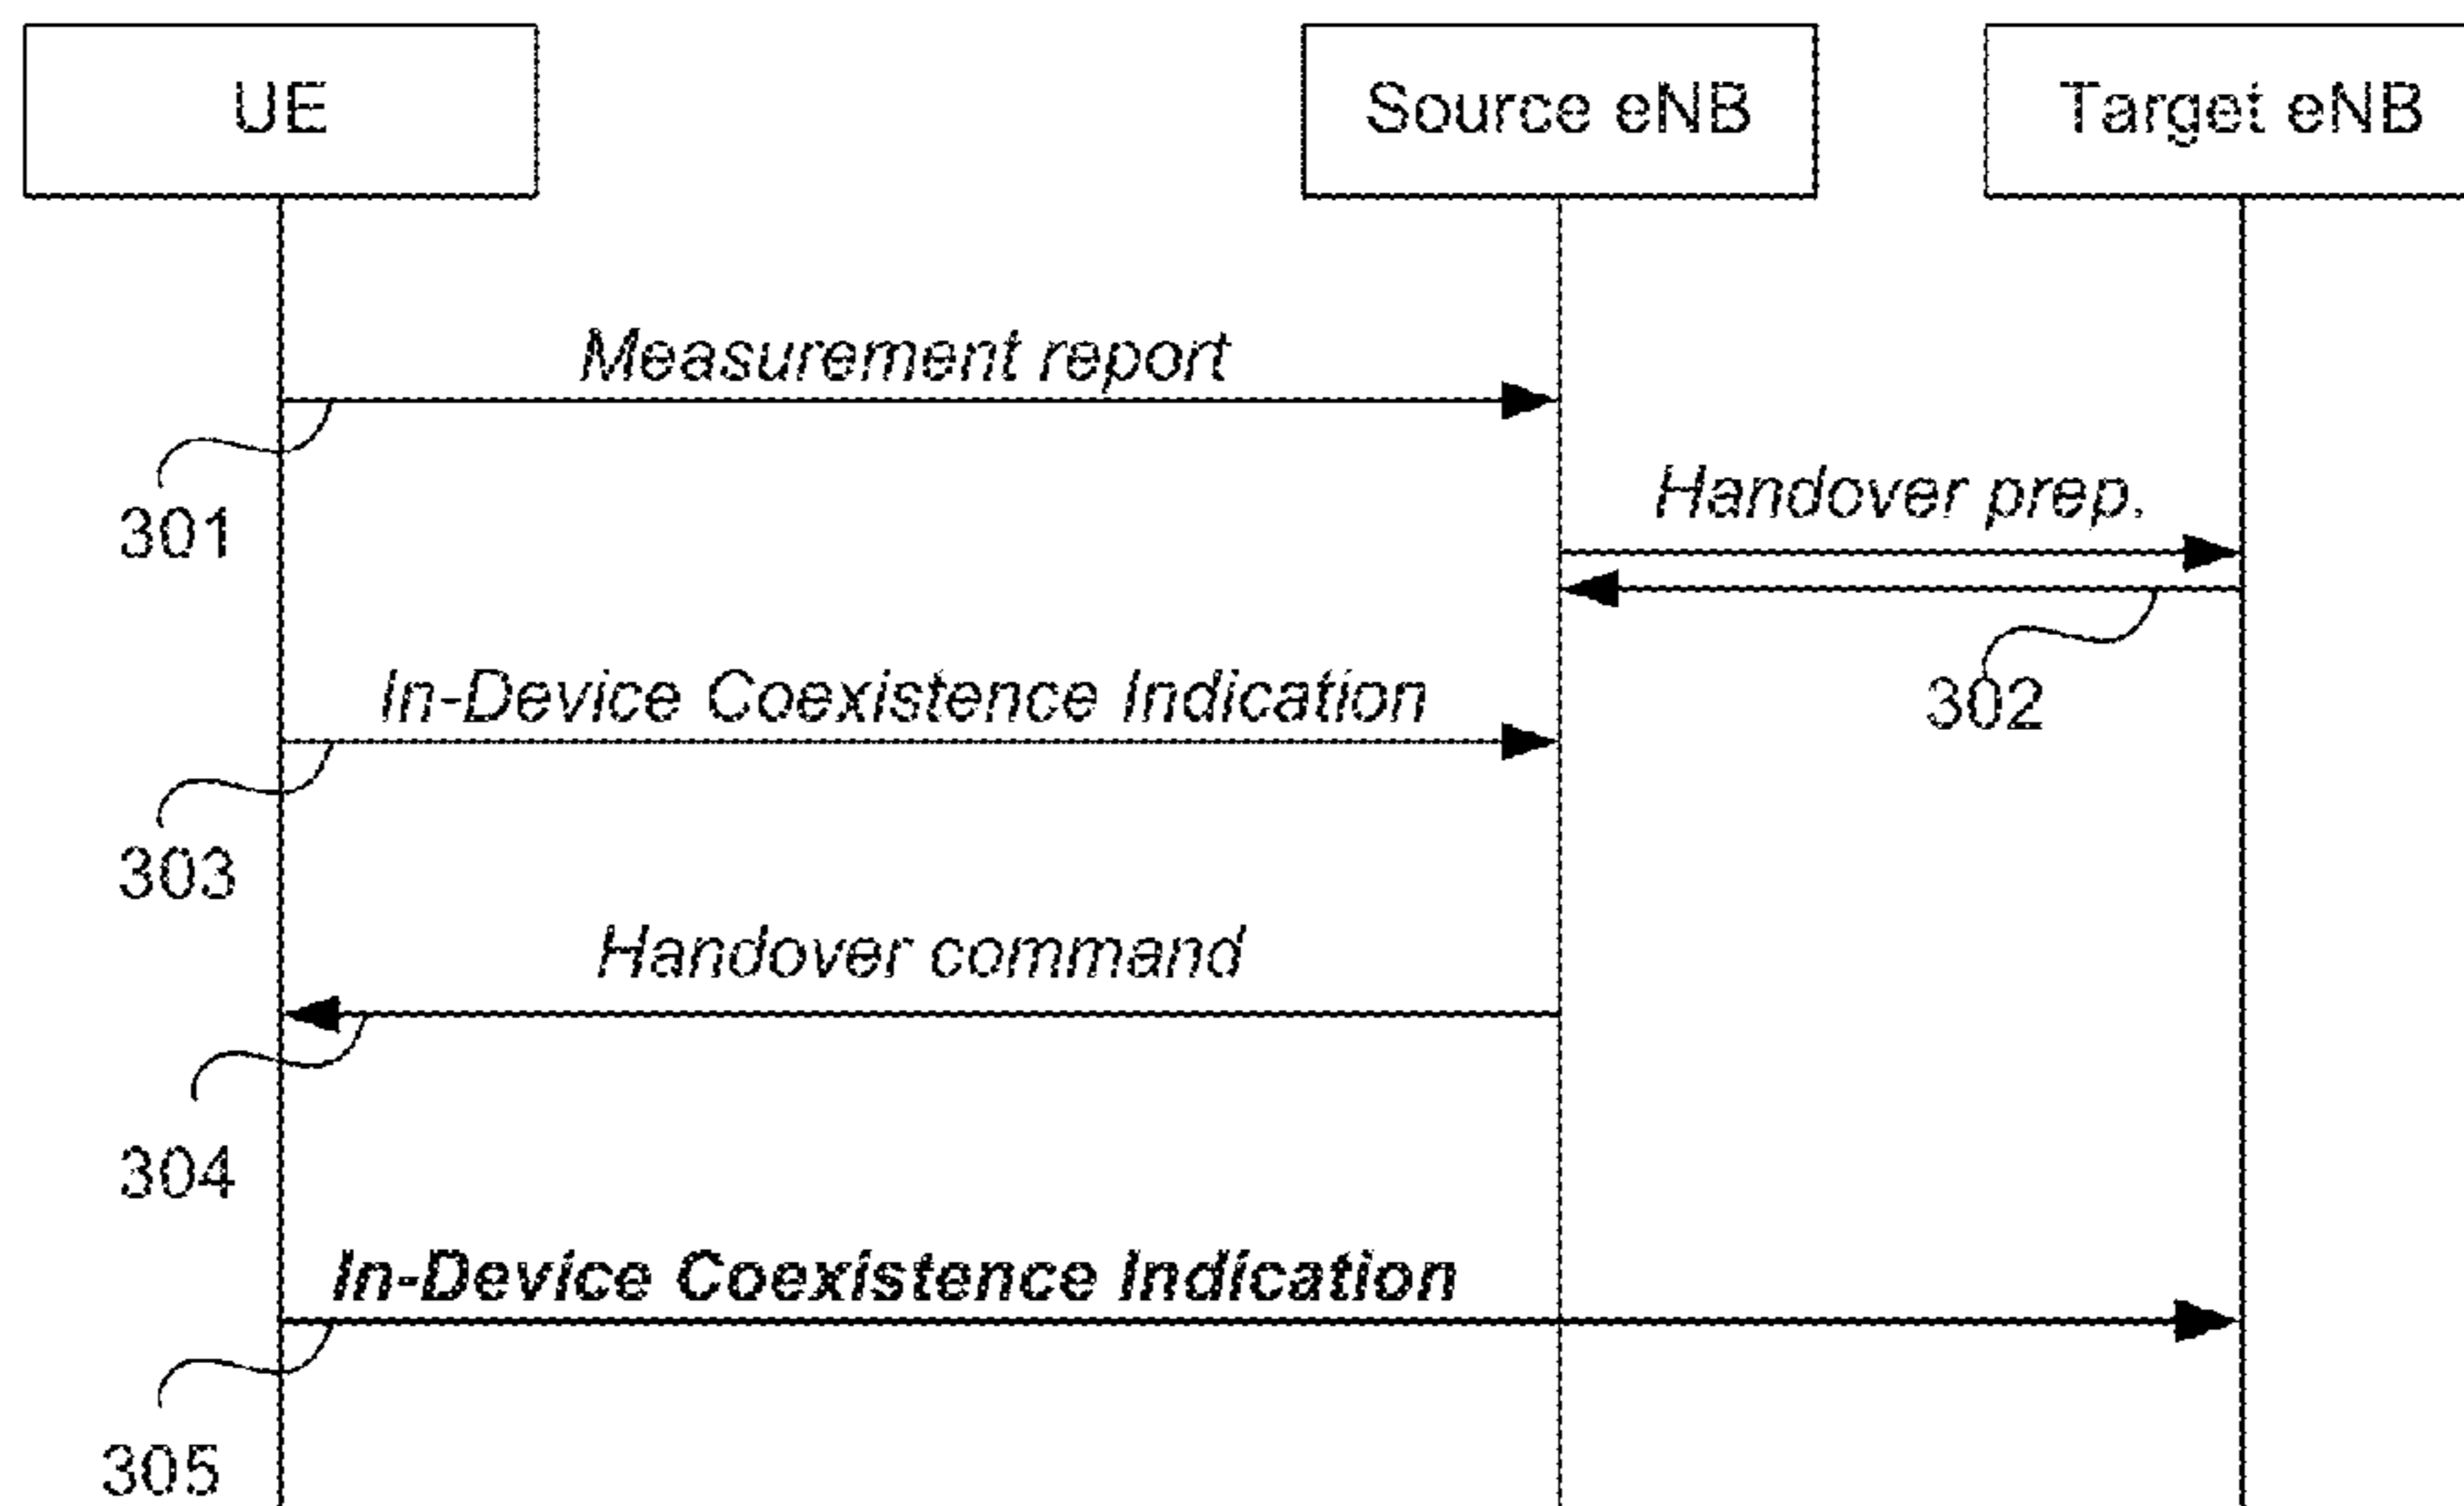 UE
Source eNB
Target eNB
Measurement report
301
Handover prep.
302
In-Device Coexistence Indication
303
Handover command
304
In-Device Coexistence Indication
305